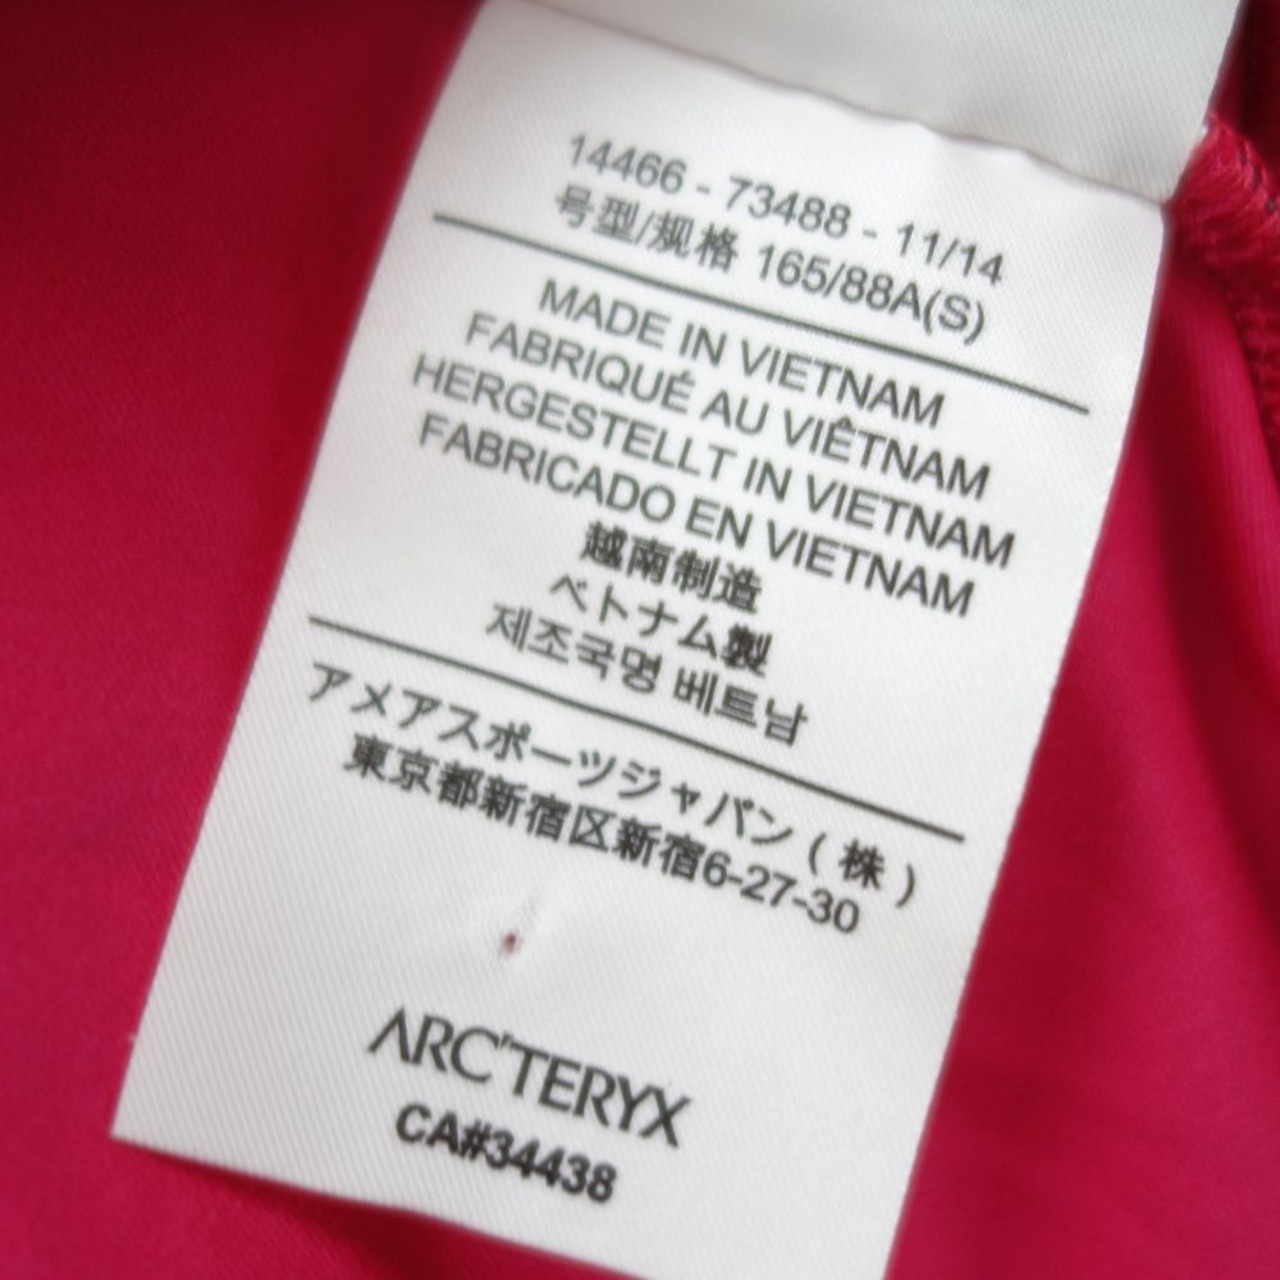 14466 - 73488 - 11/14
号型/规格 165/88A(S)
MADE IN VIETNAM
FABRIQUÉ AU VIÊTNAM
HERGESTELLT IN VIETNAM
FABRICADO EN VIETNAM
越南制造
ベトナム製
제조국명 베트남
アメアスポーツジャパン(株)
東京都新宿区新宿6-27-30
ARC'TERYX
CA#34438